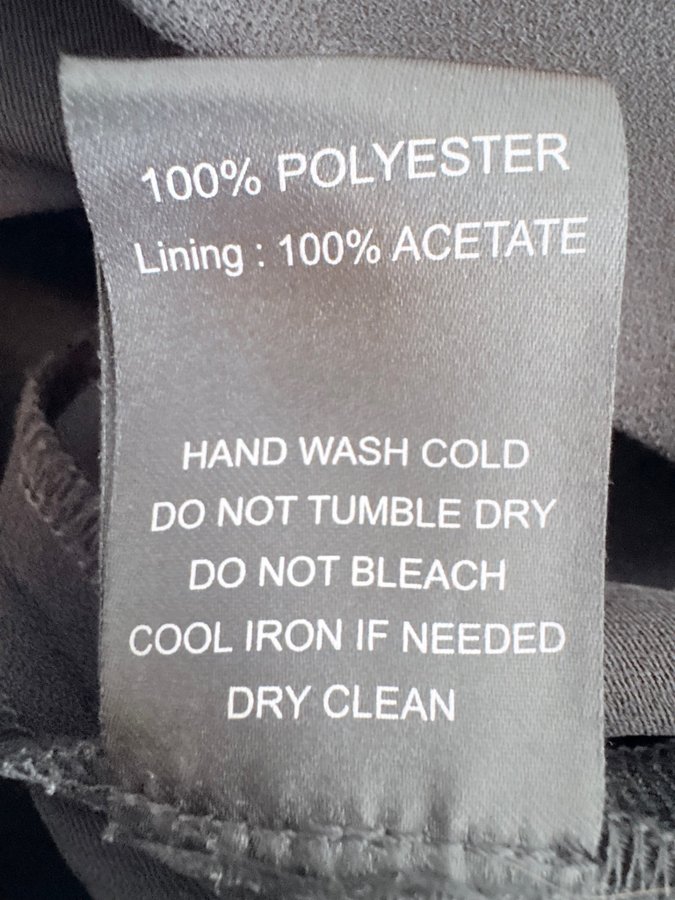 100% POLYESTER
Lining : 100% ACETATE
HAND WASH COLD
DO NOT TUMBLE DRY
DO NOT BLEACH
COOL IRON IF NEEDED
DRY CLEAN